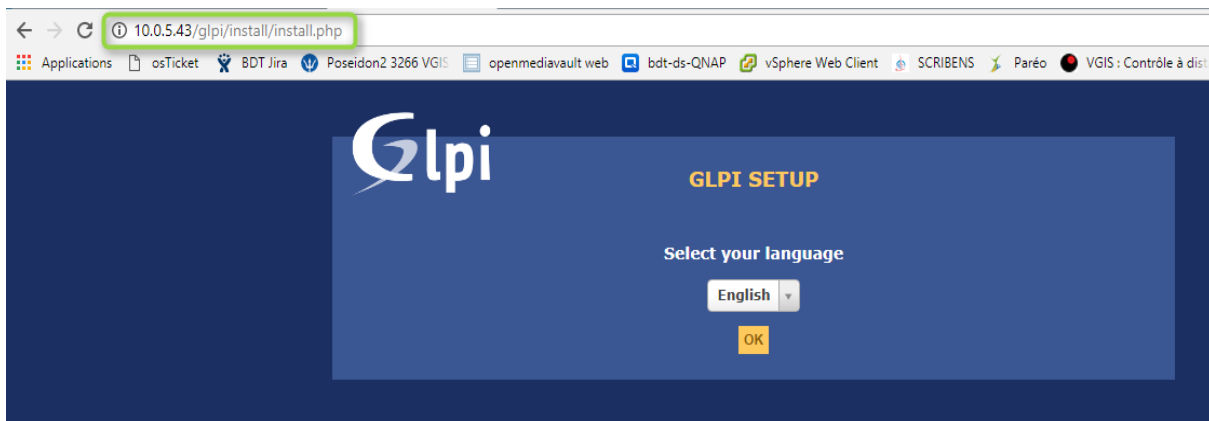 10.0.5.43/glpi/install/install.php
Applications osTicket BDT Jira Poseidon2 3266 VGIS openmediavault web bdt-ds-QNAP vSphere Web Client SCRIBENS Paréo VGIS : Contrôle à dist
Glpi
GLPI SETUP
Select your language
English
OK